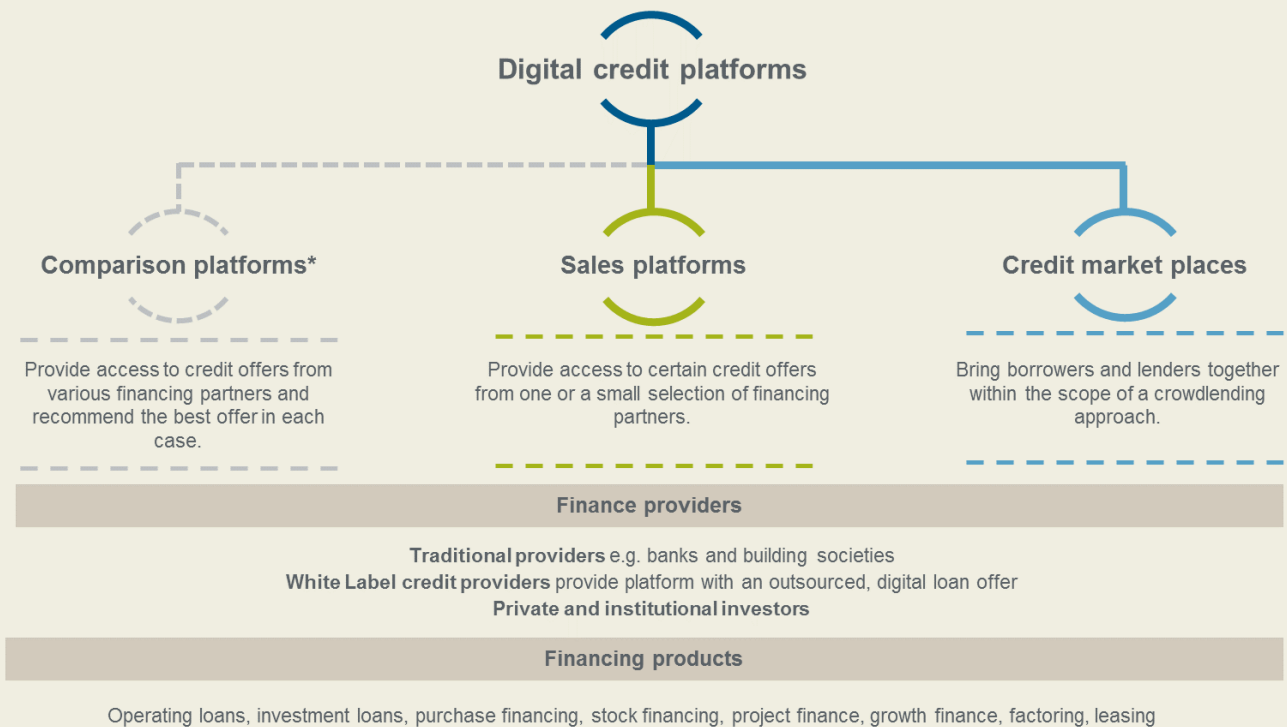 Digital credit platforms
Comparison platforms*
Sales platforms
Credit market places
Provide access to credit offers from
various financing partners and
recommend the best offer in each
case.
Provide access to certain credit offers
from one or a small selection of financing
partners.
Bring borrowers and lenders together
within the scope of a crowdlending
approach.
Finance providers
Traditional providers e.g. banks and building societies
White Label credit providers provide platform with an outsourced, digital loan offer
Private and institutional investors
Financing products
Operating loans, investment loans, purchase financing, stock financing, project finance, growth finance, factoring, leasing